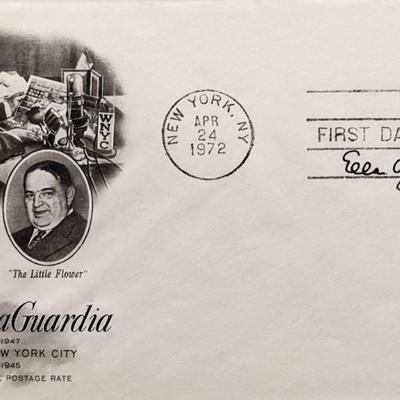 WNYC
NEW YORK, NY
APR
24
1972
FIRST DA
Ella
"The Little Flower"
aGuardia
1947
W YORK CITY
1945
POSTAGE RATE